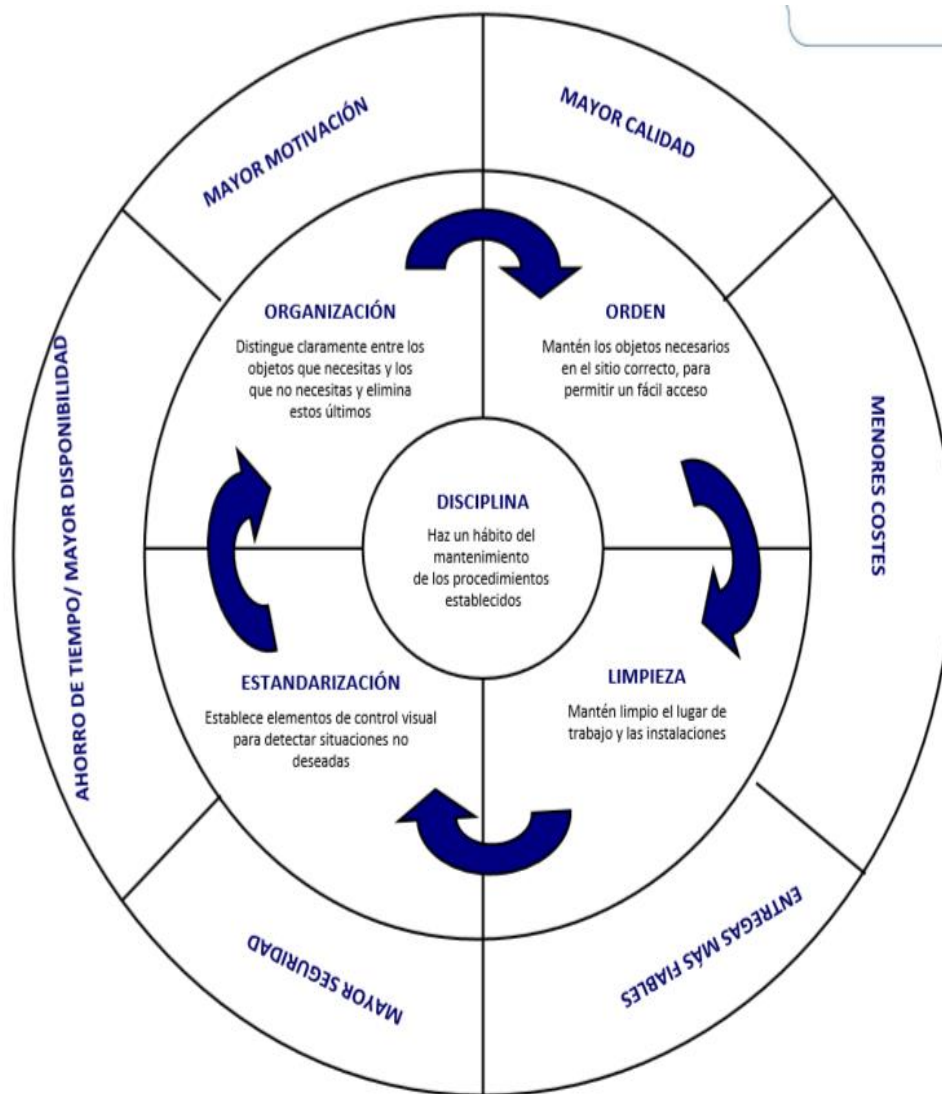 MAYOR MOTIVACIÓN
MAYOR CALIDAD
ORGANIZACIÓN
Distingue claramente entre los
objetos que necesitas y los
que no necesitas y elimina
estos últimos
ORDEN
Mantén los objetos necesarios
en el sitio correcto, para
permitir un fácil acceso
AHORRO DE TIEMPO/ MAYOR DISPONIBILIDAD
MENORES COSTES
DISCIPLINA
Haz un hábito del
mantenimiento
de los procedimientos
establecidos
ESTANDARIZACIÓN
Establece elementos de control visual
para detectar situaciones no
deseadas
LIMPIEZA
Mantén limpio el lugar de
trabajo y las instalaciones
MAYOR SEGURIDAD
ENTREGAS MÁS FIABLES